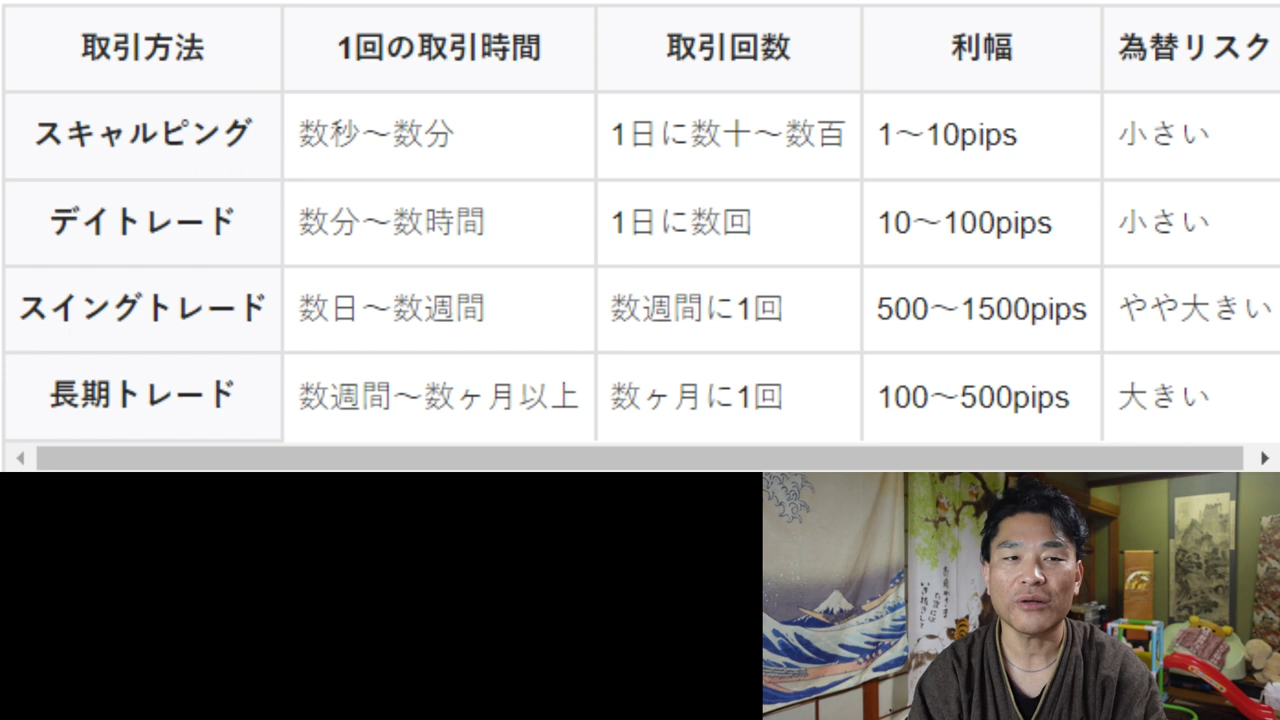 取引方法 1回の取引時間 取引回数 利幅 為替リスク
スキャルピング 数秒～数分 1日に数十～数百 1～10pips 小さい
デイトレード 数分～数時間 1日に数回 10～100pips 小さい
スイングトレード 数日～数週間 数週間に1回 500～1500pips やや大きい
長期トレード 数週間～数ヶ月以上 数ヶ月に1回 100～500pips 大きい